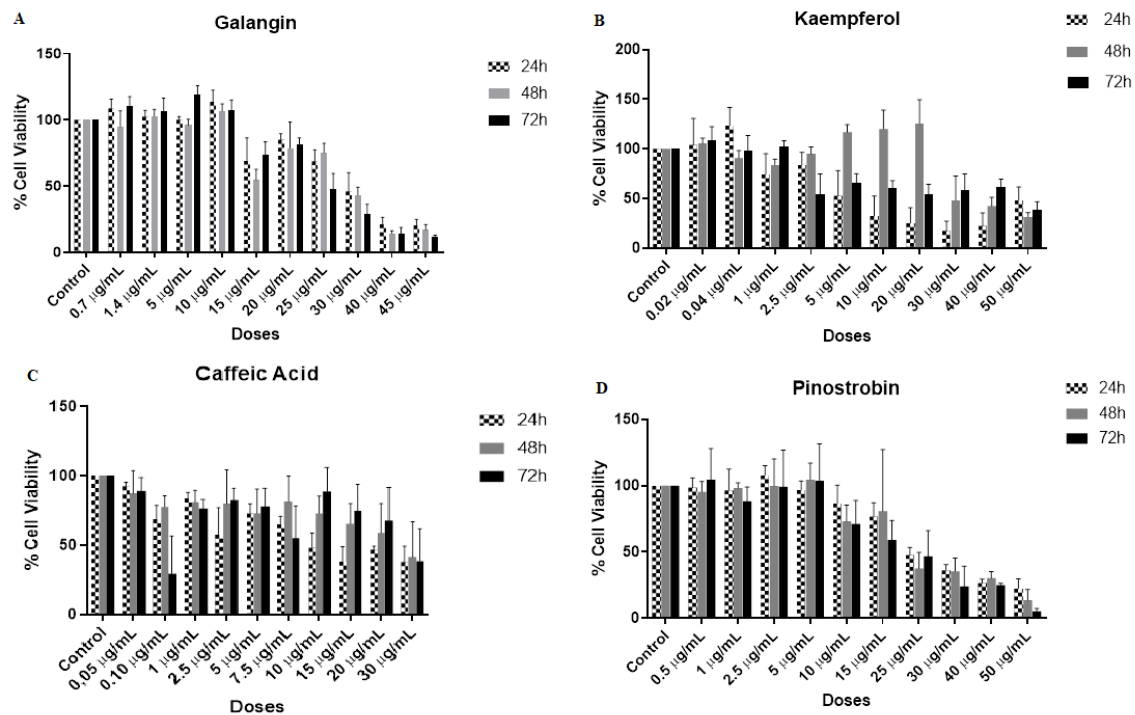 A
Galangin
150
100
50
0
% Cell Viability
24h
48h
72h
Control
0.7 µg/mL
1.4 µg/mL
5 µg/mL
10 µg/mL
15 µg/mL
20 µg/mL
25 µg/mL
30 µg/mL
40 µg/mL
45 µg/mL
Doses
B
Kaempferol
200
150
100
50
0
% Cell Viability
24h
48h
72h
Control
0.02 µg/mL
0.04 µg/mL
1 µg/mL
2.5 µg/mL
5 µg/mL
10 µg/mL
20 µg/mL
30 µg/mL
40 µg/mL
50 µg/mL
Doses
C
Caffeic Acid
150
100
50
0
% Cell Viability
24h
48h
72h
Control
0,05 µg/mL
0.10 µg/mL
1 µg/mL
2.5 µg/mL
5 µg/mL
7.5 µg/mL
10 µg/mL
15 µg/mL
20 µg/mL
30 µg/mL
Doses
D
Pinostrobin
150
100
50
0
% Cell Viability
24h
48h
72h
Control
0.5 µg/mL
1 µg/mL
2.5 µg/mL
5 µg/mL
10 µg/mL
15 µg/mL
25 µg/mL
30 µg/mL
40 µg/mL
50 µg/mL
Doses